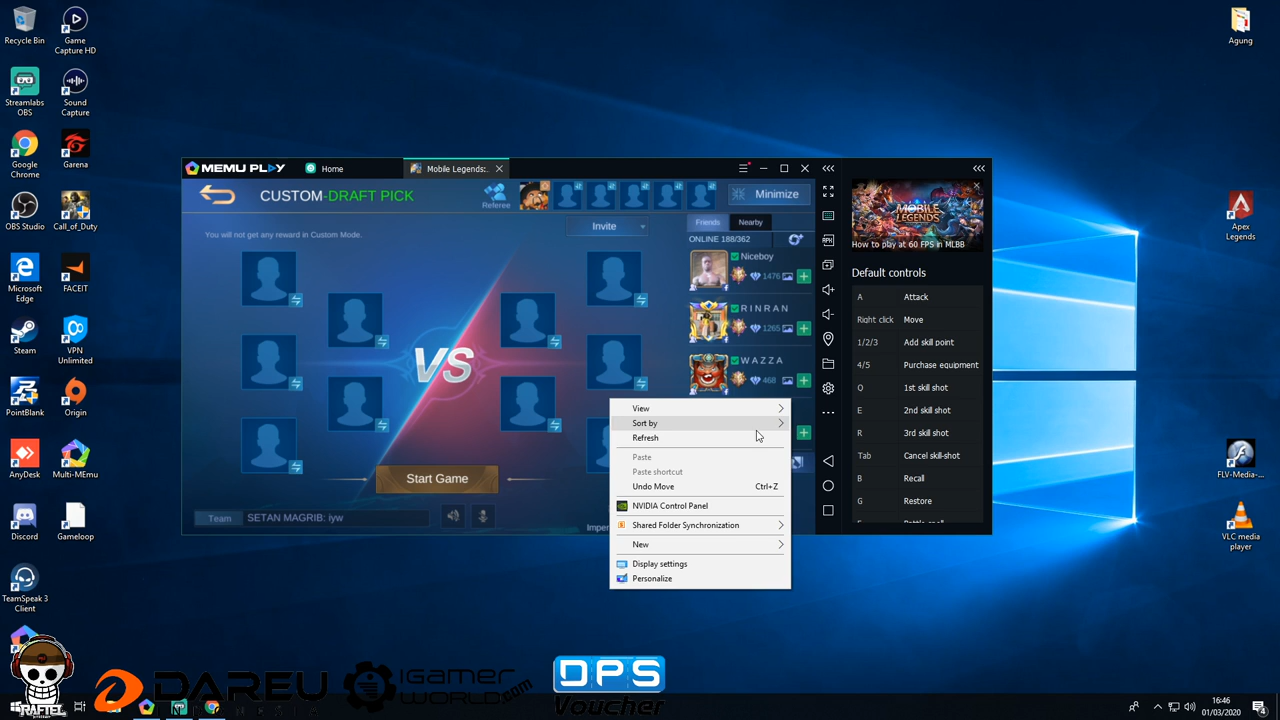 Recycle Bin
Game
Capture HD
Streamlabs
OBS
Sound
Capture
Google
Chrome
Garena
OBS Studio
Call_of_Duty
Microsoft
Edge
FACEIT
Steam
VPN
Unlimited
PointBlank
Origin
AnyDesk
Multi-MEmu
Discord
Gameloop
TeamSpeak 3
Client
Agung
Apex
Legends
FLV-Media-...
VLC media
player
MEMU PLAY
Home
Mobile Legends:.
CUSTOM-DRAFT PICK
Referee
Minimize
You will not get any reward in Custom Mode.
Invite
Friends
Nearby
ONLINE 188/362
Niceboy
1476
RINRAN
1265
WAZZA
468
VS
Start Game
Team
SETAN MAGRIB: iyw
Imper
RPK
MOBILE
LEGENDS
How to play at 60 FPS in MLBB
Default controls
A Attack
Right click Move
1/2/3 Add skill point
4/5 Purchase equipment
O 1st skill shot
E 2nd skill shot
R 3rd skill shot
Tab Cancel skill-shot
B Recall
G Restore
View
Sort by
Refresh
Paste
Paste shortcut
Undo Move Ctrl+Z
NVIDIA Control Panel
Shared Folder Synchronization
New
Display settings
Personalize
RAFTEL
DAREU
INDONESIA
iGamer
WORLD.com
DPS
Voucher
16:46
01/03/2020
4